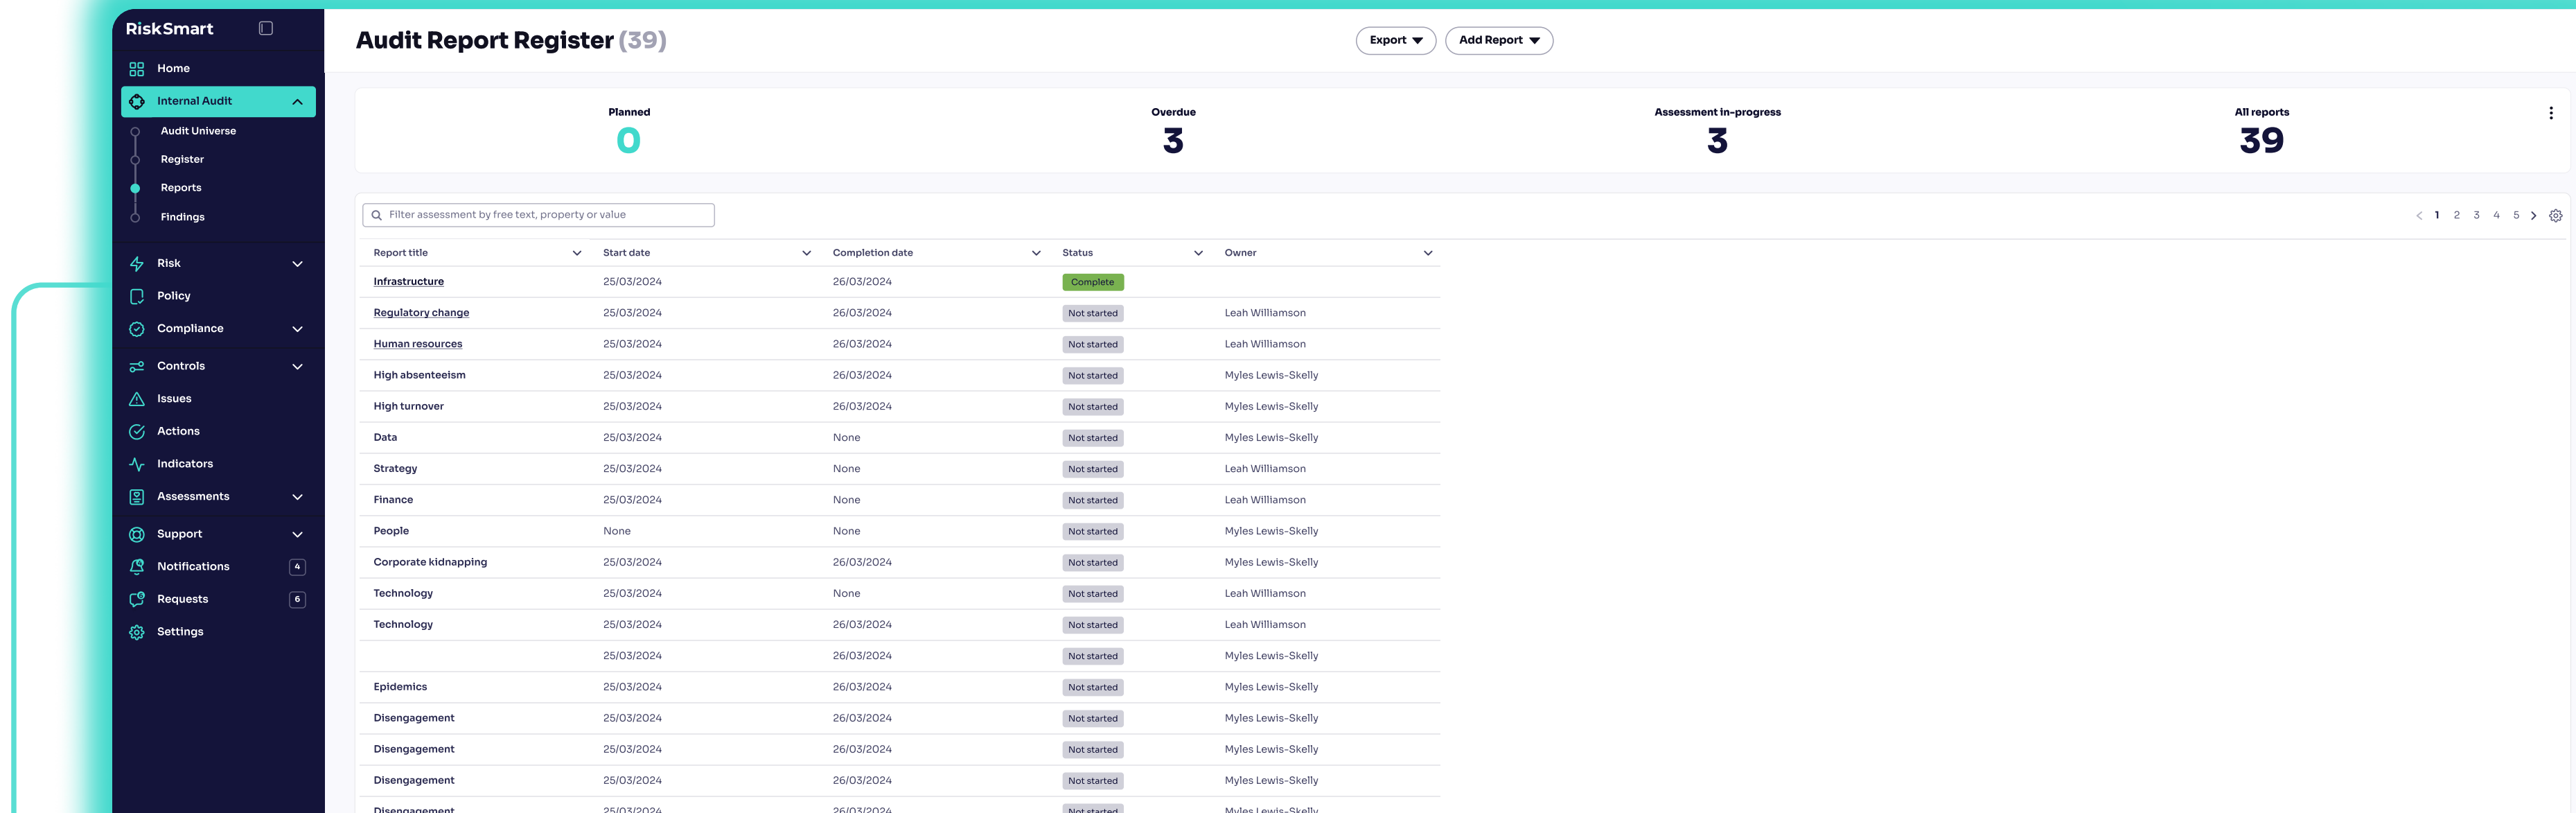 RiskSmart
Home
Internal Audit
Audit Universe
Register
Reports
Findings
Risk
Policy
Compliance
Controls
Issues
Actions
Indicators
Assessments
Support
Notifications 4
Requests 6
Settings
Audit Report Register (39)
Export
Add Report
Planned
0
Overdue
3
Assessment in-progress
3
All reports
39
Filter assessment by free text, property or value
1 2 3 4 5
Report title Start date Completion date Status Owner
Infrastructure 25/03/2024 26/03/2024 Complete
Regulatory change 25/03/2024 26/03/2024 Not started Leah Williamson
Human resources 25/03/2024 26/03/2024 Not started Leah Williamson
High absenteeism 25/03/2024 26/03/2024 Not started Myles Lewis-Skelly
High turnover 25/03/2024 26/03/2024 Not started Myles Lewis-Skelly
Data 25/03/2024 None Not started Myles Lewis-Skelly
Strategy 25/03/2024 None Not started Leah Williamson
Finance 25/03/2024 None Not started Leah Williamson
People None None Not started Myles Lewis-Skelly
Corporate kidnapping 25/03/2024 26/03/2024 Not started Myles Lewis-Skelly
Technology 25/03/2024 None Not started Leah Williamson
Technology 25/03/2024 26/03/2024 Not started Leah Williamson
25/03/2024 26/03/2024 Not started Myles Lewis-Skelly
Epidemics 25/03/2024 26/03/2024 Not started Myles Lewis-Skelly
Disengagement 25/03/2024 26/03/2024 Not started Myles Lewis-Skelly
Disengagement 25/03/2024 26/03/2024 Not started Myles Lewis-Skelly
Disengagement 25/03/2024 26/03/2024 Not started Myles Lewis-Skelly
Disengagement 25/03/2024 26/03/2024 Not started Myles Lewis-Skelly